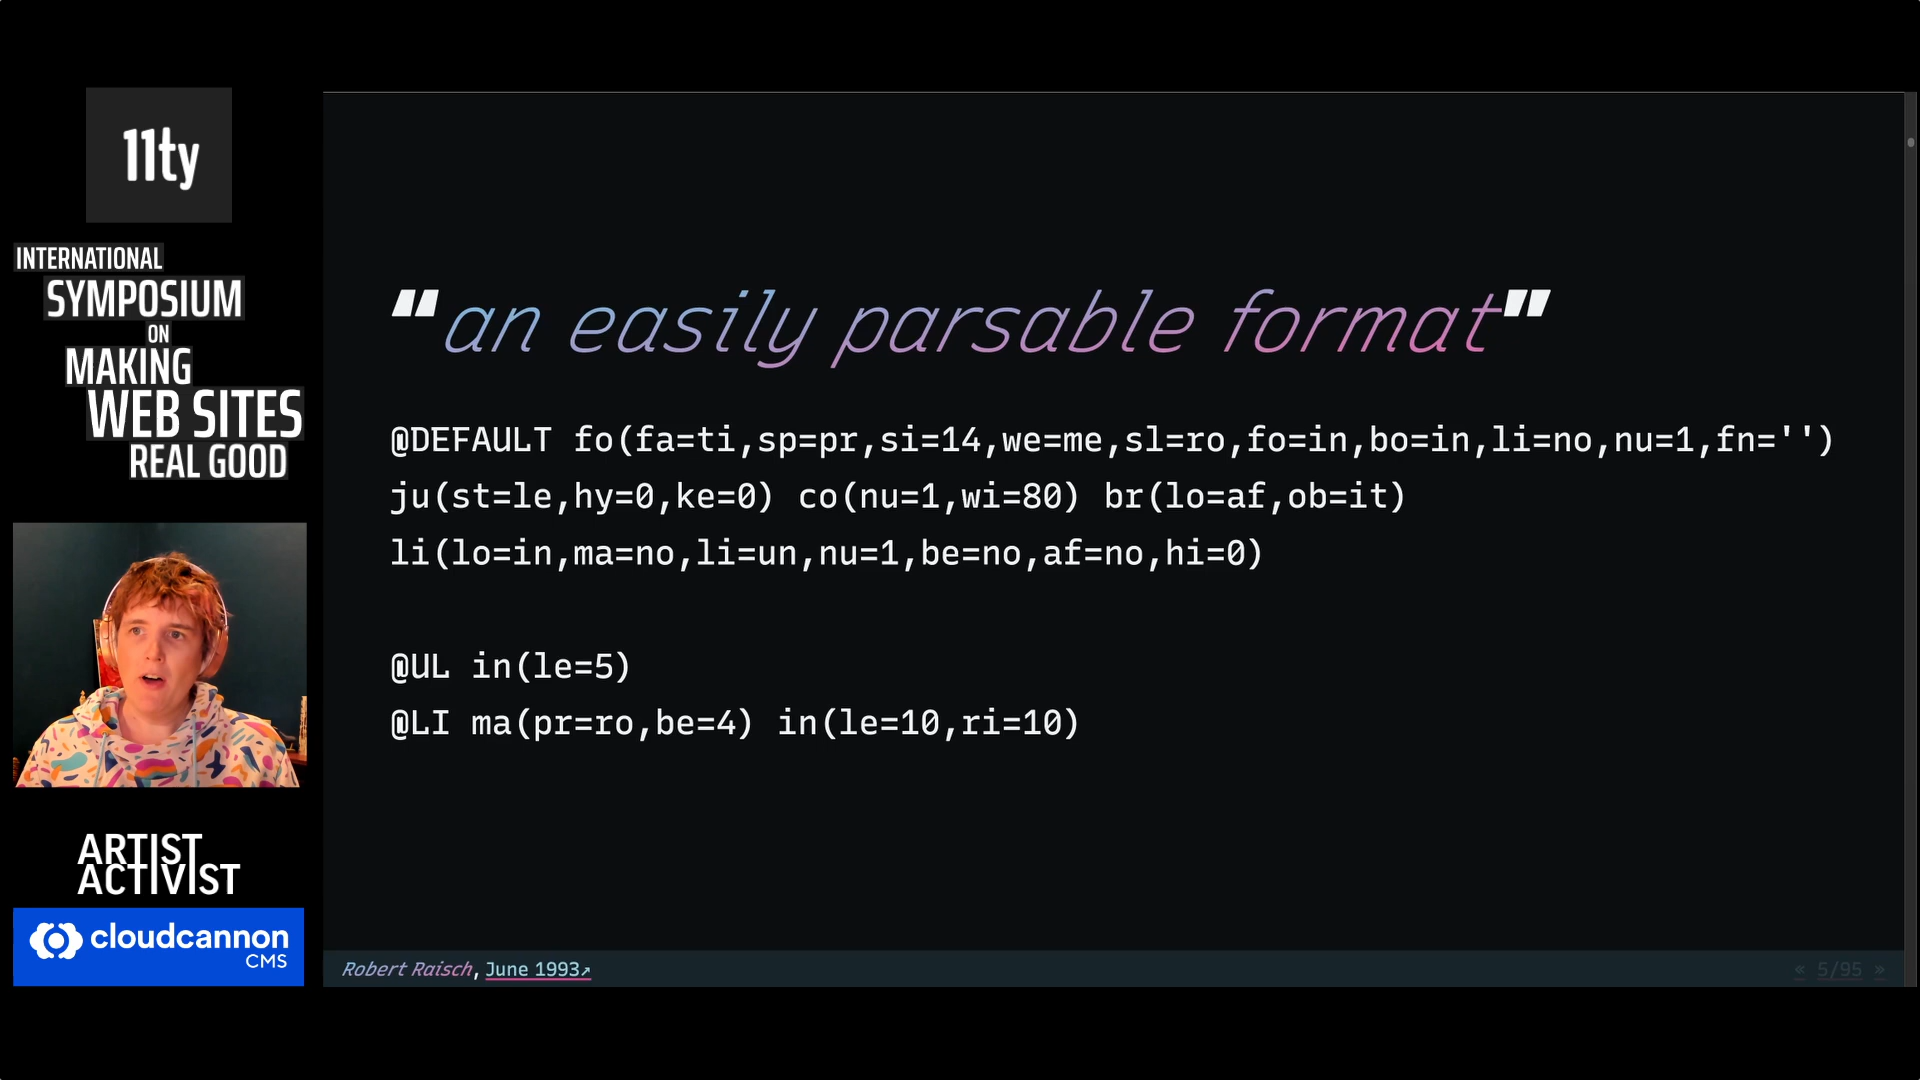 11ty
INTERNATIONAL
SYMPOSIUM
ON
MAKING
WEB SITES
REAL GOOD
ARTIST
ACTIVIST
cloudcannon
CMS
“an easily parsable format”
@DEFAULT fo(fa=ti,sp=pr,si=14,we=me,sl=ro,fo=in,bo=in,li=no,nu=1,fn='')
ju(st=le,hy=0,ke=0) co(nu=1,wi=80) br(lo=af,ob=it)
li(lo=in,ma=no,li=un,nu=1,be=no,af=no,hi=0)
@UL in(le=5)
@LI ma(pr=ro,be=4) in(le=10,ri=10)
Robert Raisch, June 1993↗
« 5/95 »